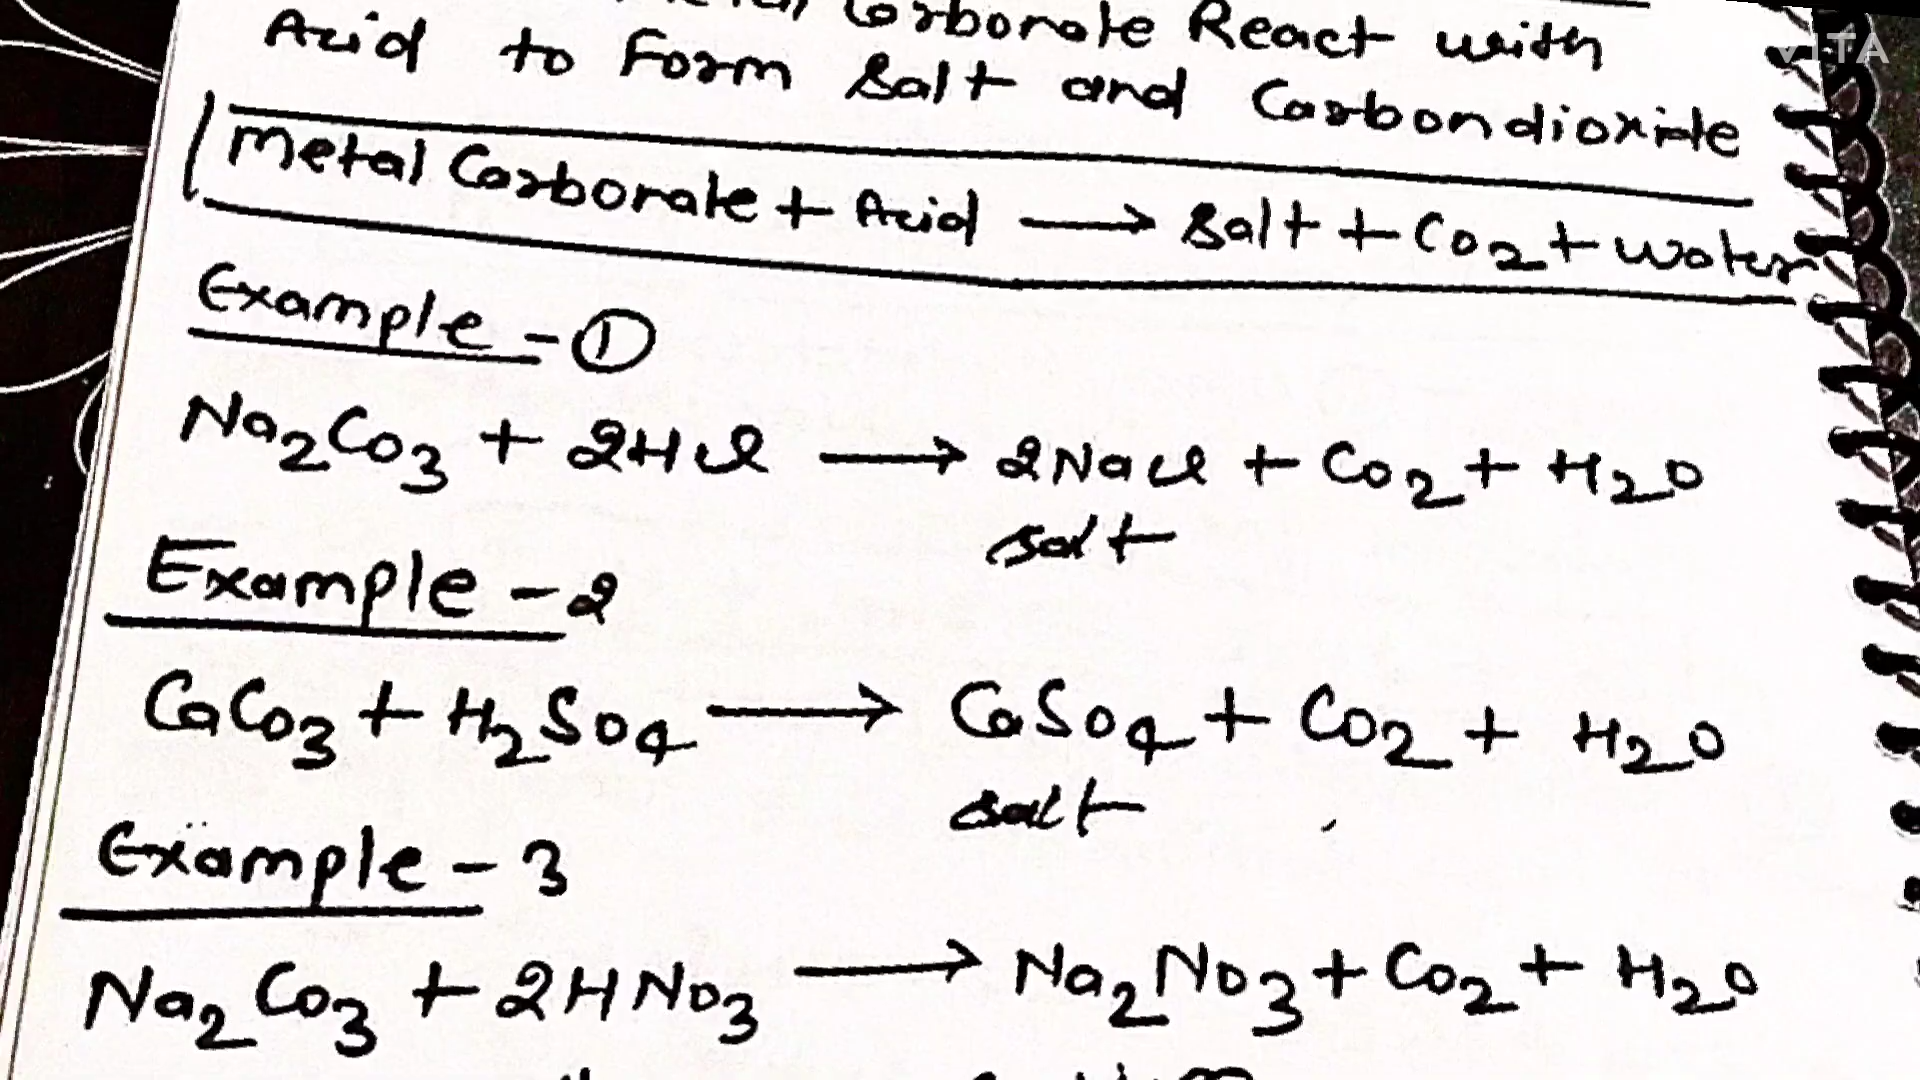 Carbonate React with
Acid to Form Salt and Carbondioxide
Metal Carbonate + Acid → Salt + CO2 + water
Example - ①
Na2CO3 + 2HCl → 2NaCl + CO2 + H2O
salt
Example - 2
CaCO3 + H2SO4 → CaSO4 + CO2 + H2O
salt
Example - 3
Na2CO3 + 2HNO3 → Na2NO3 + CO2 + H2O
VITA